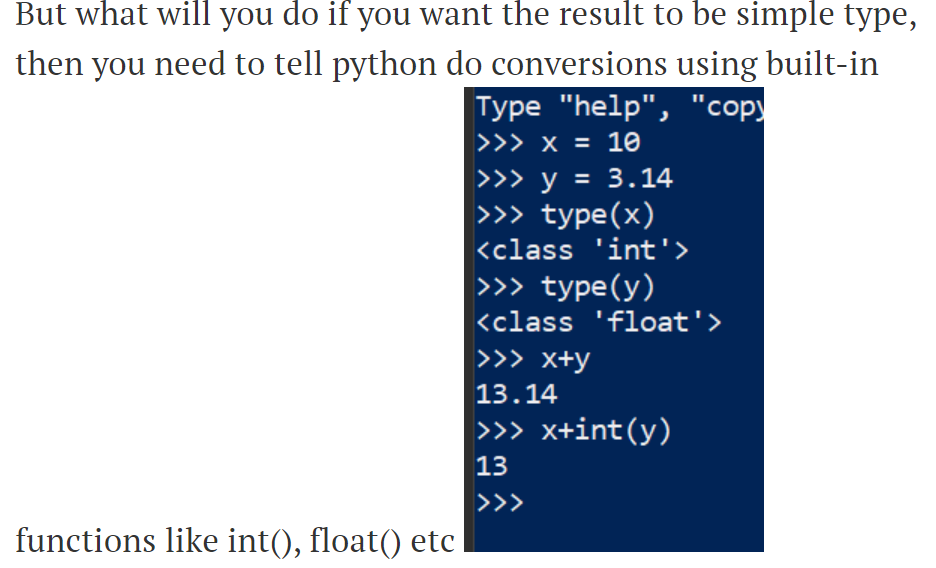 But what will you do if you want the result to be simple type,
then you need to tell python do conversions using built-in
Type "help", "copy
>>> x = 10
>>> y = 3.14
>>> type(x)
<class 'int'>
>>> type(y)
<class 'float'>
>>> x+y
13.14
>>> x+int(y)
13
>>>
functions like int(), float() etc